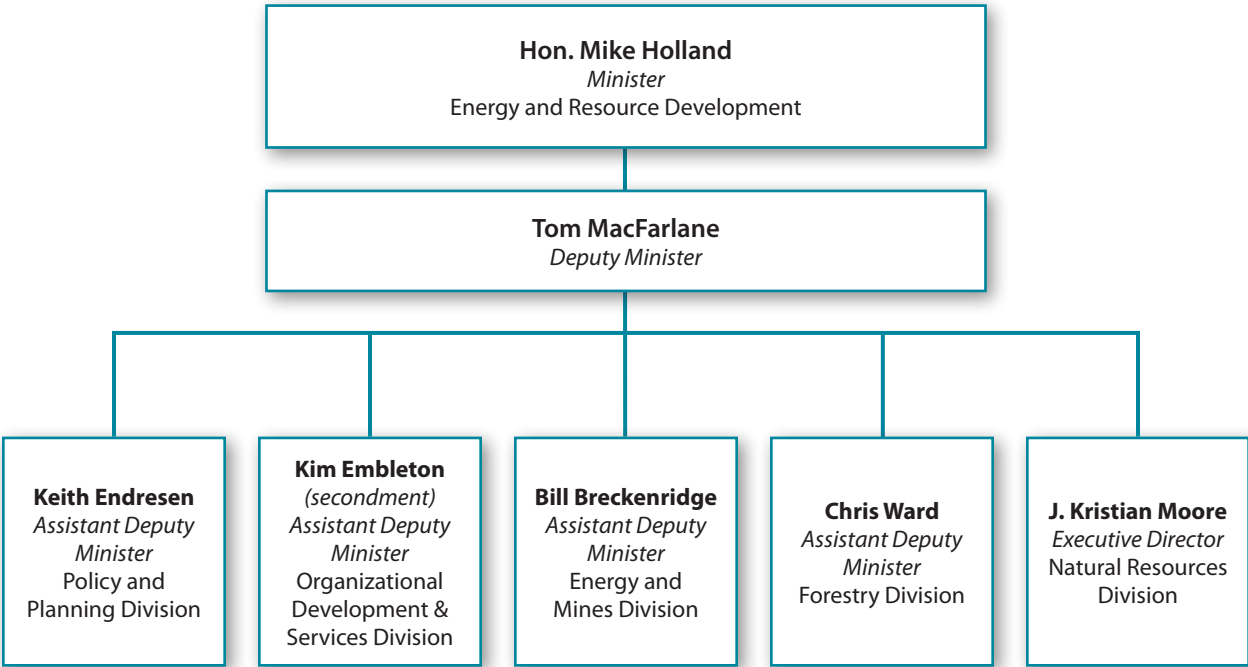 Hon. Mike Holland
Minister
Energy and Resource Development
Tom MacFarlane
Deputy Minister
Keith Endresen
Assistant Deputy
Minister
Policy and
Planning Division
Kim Embleton
(secondment)
Assistant Deputy
Minister
Organizational
Development &
Services Division
Bill Breckenridge
Assistant Deputy
Minister
Energy and
Mines Division
Chris Ward
Assistant Deputy
Minister
Forestry Division
J. Kristian Moore
Executive Director
Natural Resources
Division